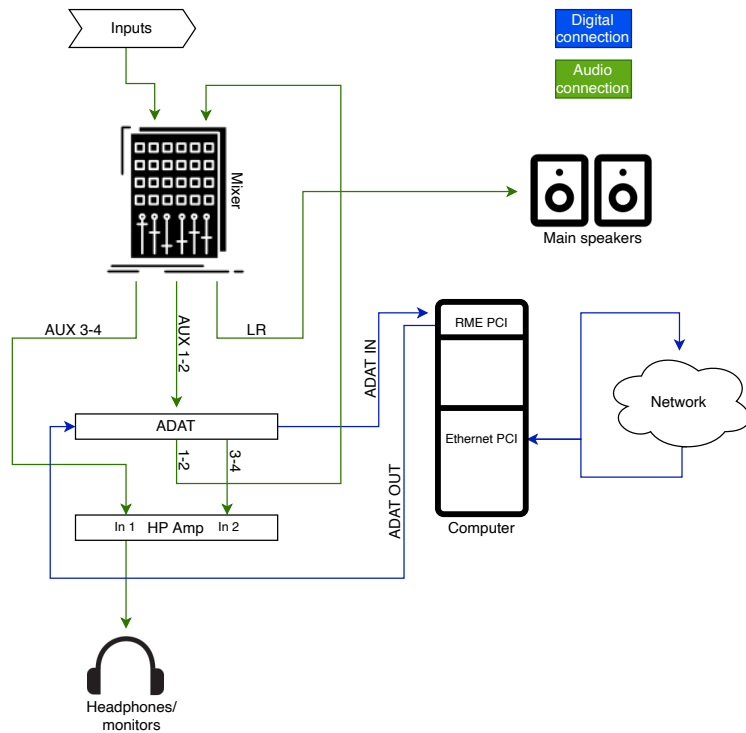 Inputs
Digital
connection
Audio
connection
Mixer
Main speakers
AUX 3-4
AUX 1-2
LR
ADAT IN
RME PCI
Network
ADAT
Ethernet PCI
1-2
3-4
ADAT OUT
In 1
HP Amp
In 2
Computer
Headphones/
monitors